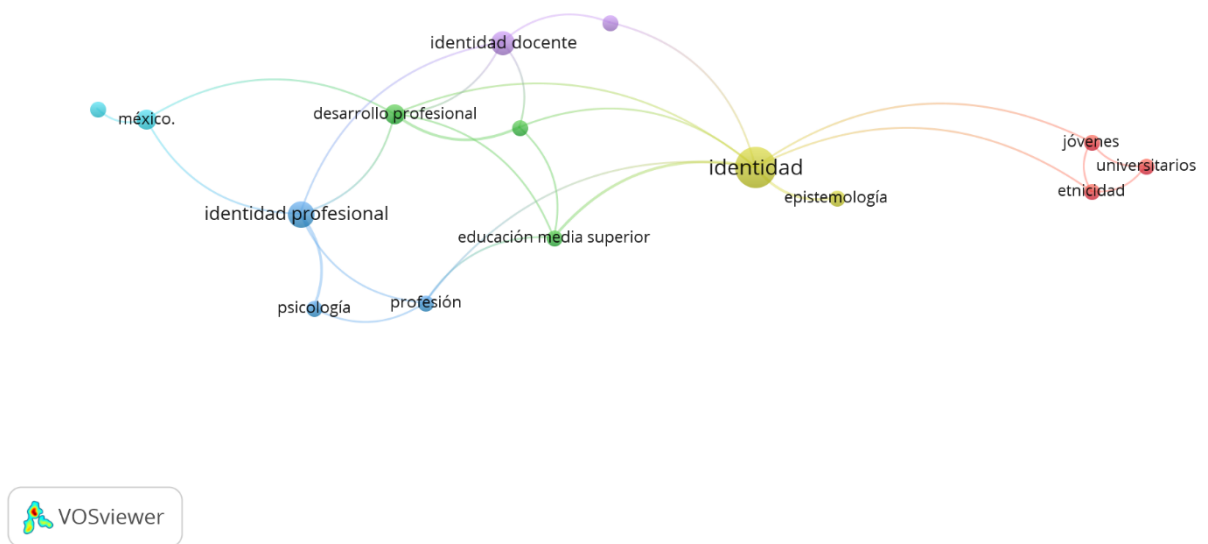 identidad docente
desarrollo profesional
méxico.
jóvenes
universitarios
identidad
etnicidad
epistemología
identidad profesional
educación media superior
psicología
profesión
VOSviewer